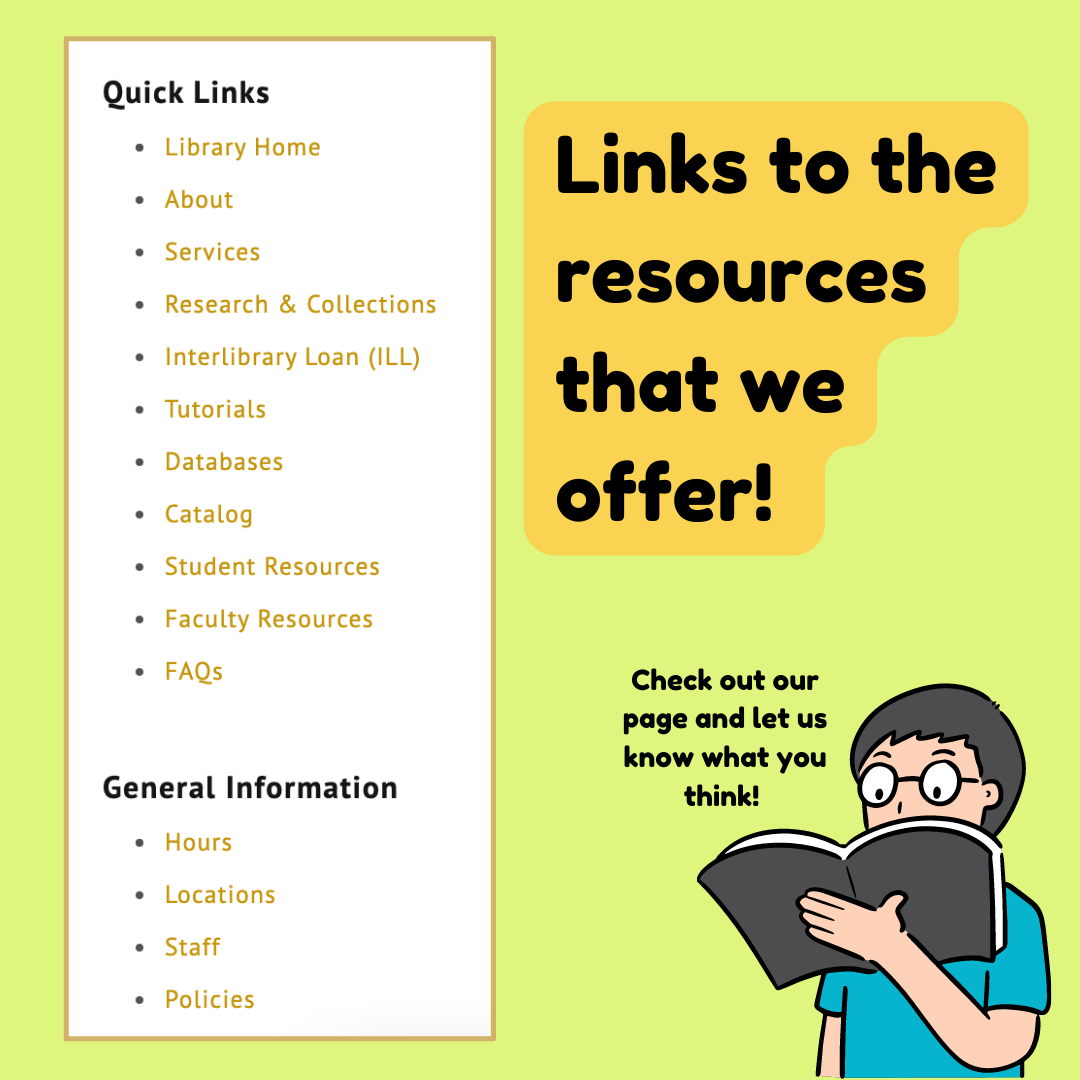 Quick Links
Library Home
About
Services
Research & Collections
Interlibrary Loan (ILL)
Tutorials
Databases
Catalog
Student Resources
Faculty Resources
FAQs
General Information
Hours
Locations
Staff
Policies
Links to the
resources
that we
offer!
Check out our
page and let us
know what you
think!